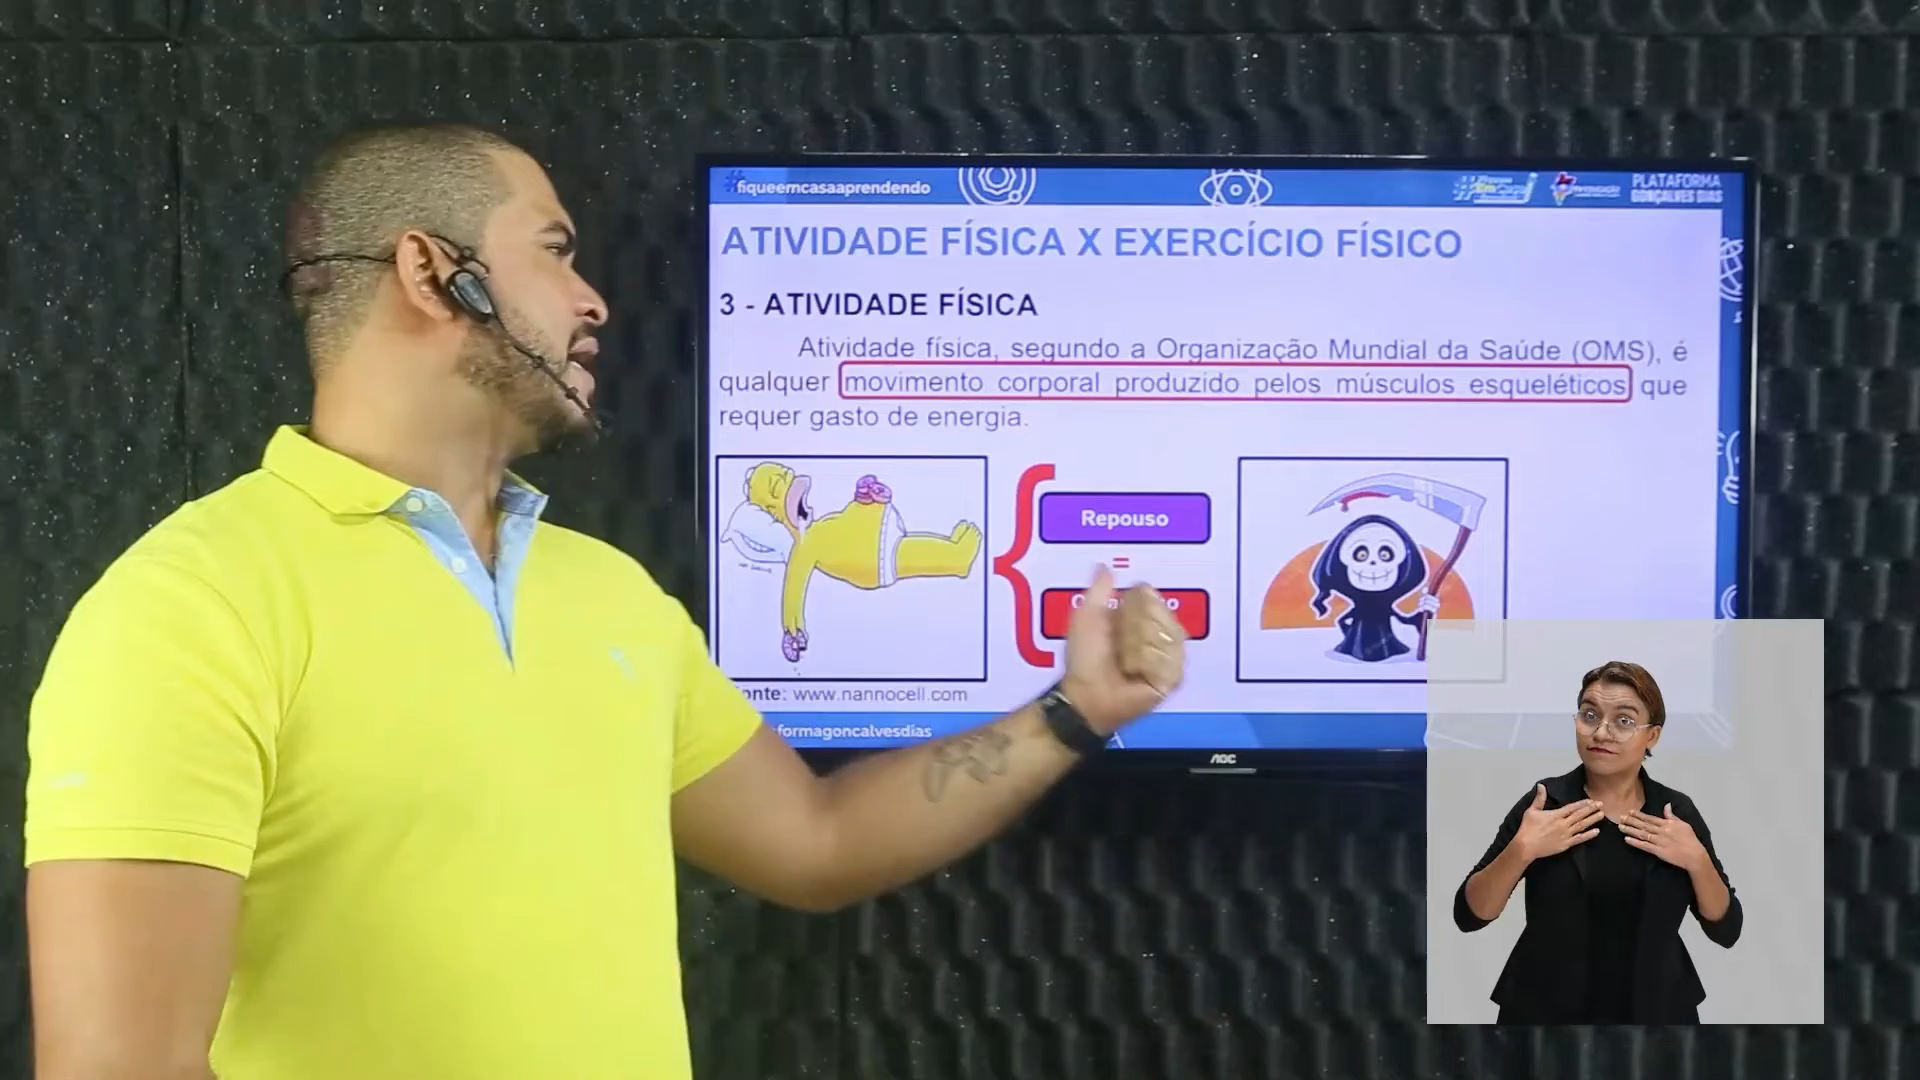 #fiqueemcasaaprendendo
PLATAFORMA
GONÇALVES DIAS
ATIVIDADE FÍSICA X EXERCÍCIO FÍSICO
3 - ATIVIDADE FÍSICA
Atividade física, segundo a Organização Mundial da Saúde (OMS), é
qualquer movimento corporal produzido pelos músculos esqueléticos que
requer gasto de energia.
Repouso
=
onte: www.nannocell.com
formagoncalvesdias
AOC